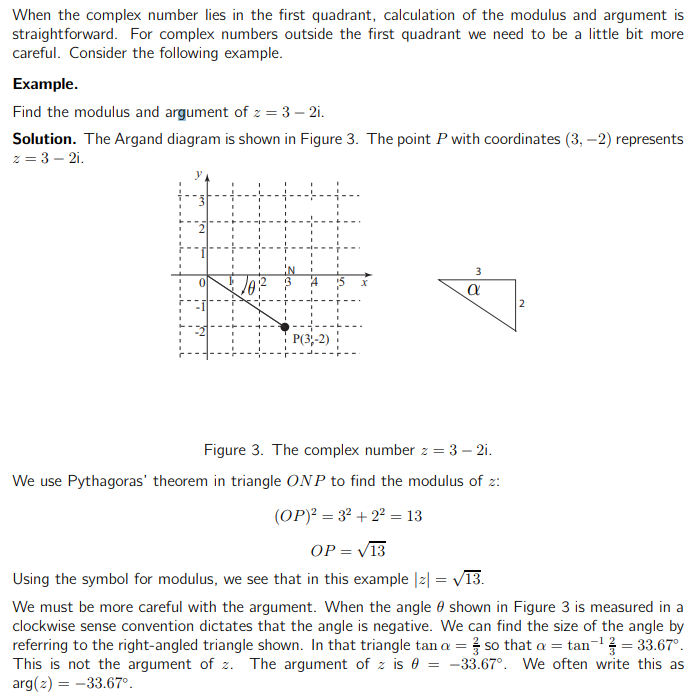 When the complex number lies in the first quadrant, calculation of the modulus and argument is
straightforward. For complex numbers outside the first quadrant we need to be a little bit more
careful. Consider the following example.
Example.
Find the modulus and argument of z = 3 − 2i.
Solution. The Argand diagram is shown in Figure 3. The point P with coordinates (3, −2) represents
z = 3 − 2i.
y
3
2
1
N
0 1 θ 2 3 4 5 x
-1
-2
P(3,-2)
3
α
2
Figure 3. The complex number z = 3 − 2i.
We use Pythagoras' theorem in triangle ONP to find the modulus of z:
(OP)² = 3² + 2² = 13
OP = √13
Using the symbol for modulus, we see that in this example |z| = √13.
We must be more careful with the argument. When the angle θ shown in Figure 3 is measured in a
clockwise sense convention dictates that the angle is negative. We can find the size of the angle by
referring to the right-angled triangle shown. In that triangle tan α = 2/3 so that α = tan⁻¹ 2/3 = 33.67°.
This is not the argument of z. The argument of z is θ = −33.67°. We often write this as
arg(z) = −33.67°.